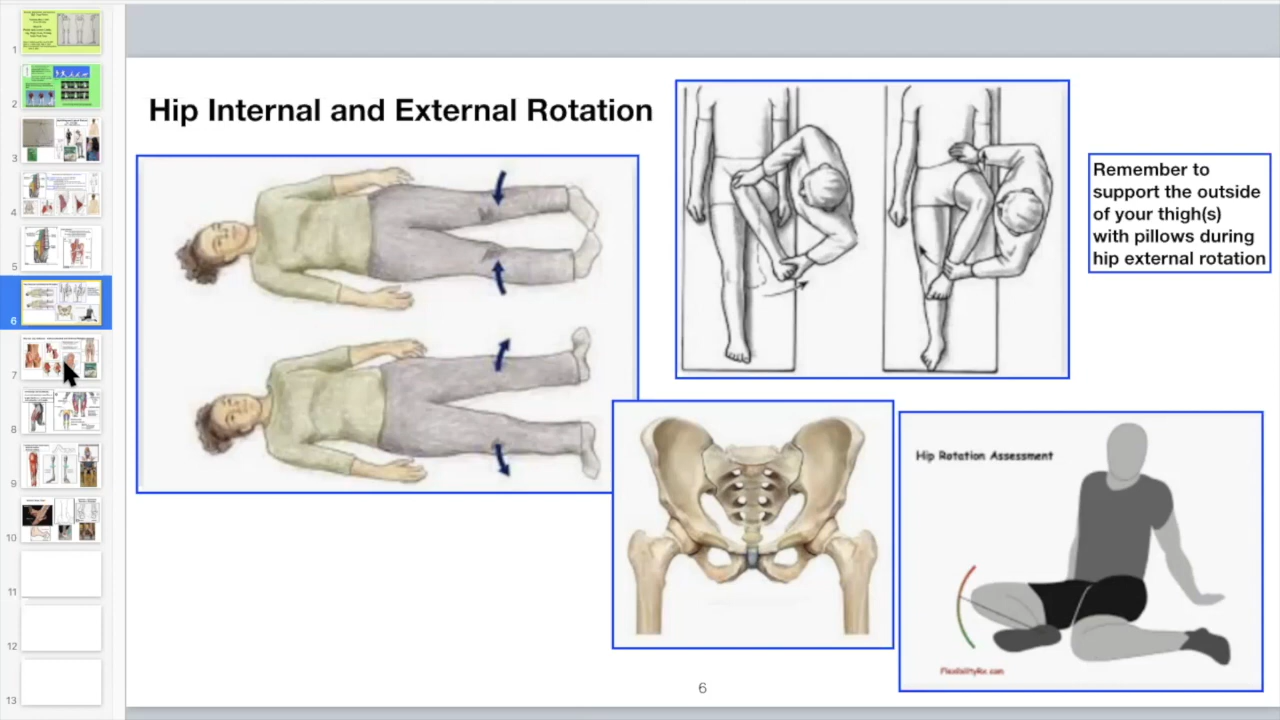 Hip Internal and External Rotation
Remember to
support the outside
of your thigh(s)
with pillows during
hip external rotation
Hip Rotation Assessment
FlexibilityRx.com
6
1
2
3
4
5
6
7
8
9
10
11
12
13